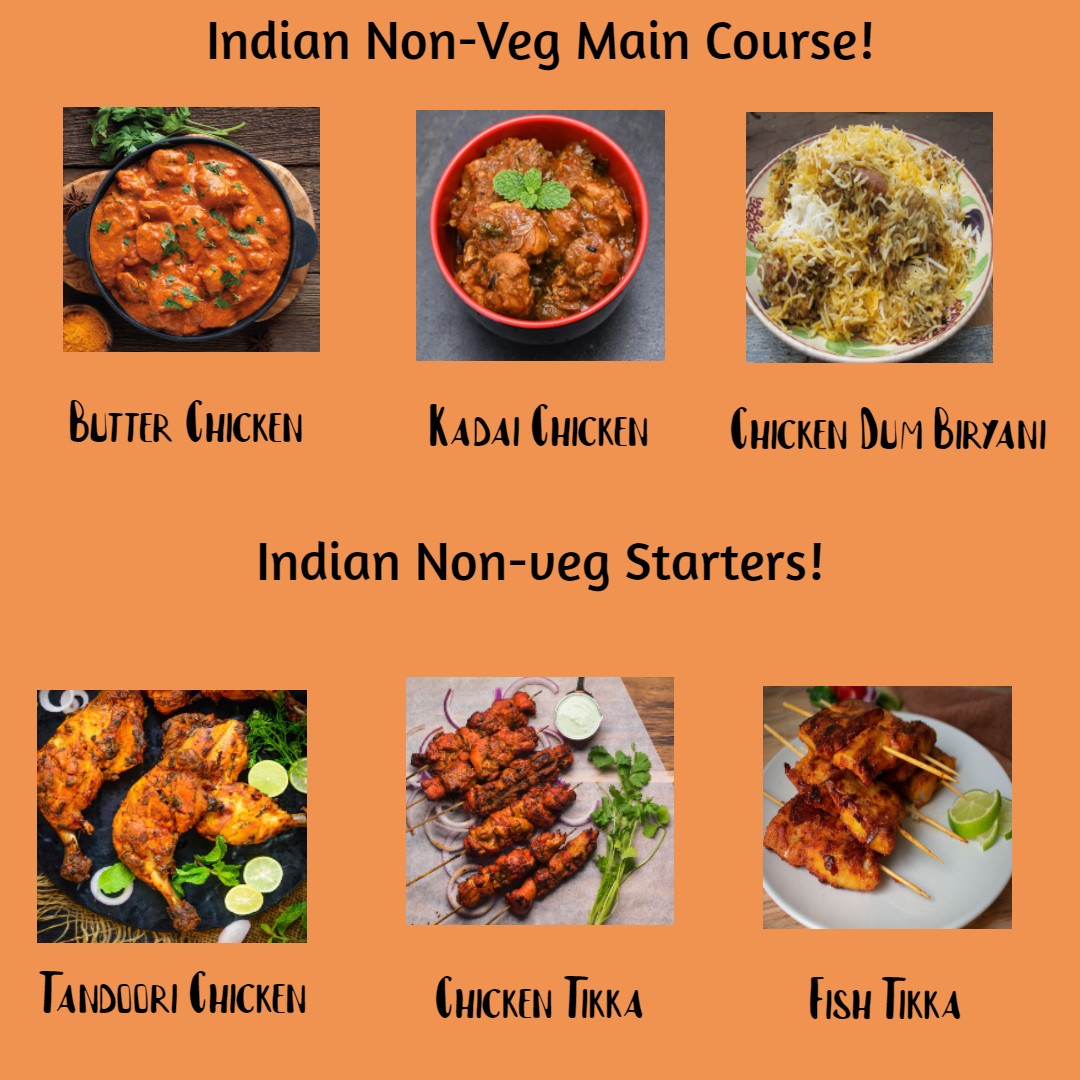 Indian Non-Veg Main Course!
Butter Chicken
Kadai Chicken
Chicken Dum Biryani
Indian Non-veg Starters!
Tandoori Chicken
Chicken Tikka
Fish Tikka